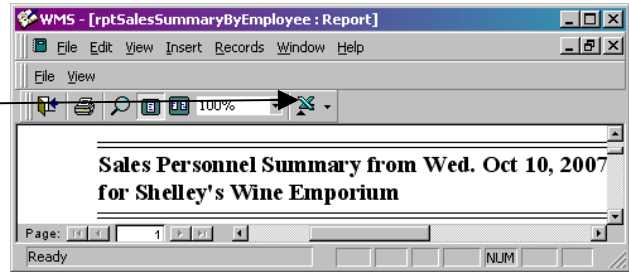 WMS - [rptSalesSummaryByEmployee : Report]
File Edit View Insert Records Window Help
File View
100%
Sales Personnel Summary from Wed. Oct 10, 2007
for Shelley's Wine Emporium
Page: 1
Ready NUM